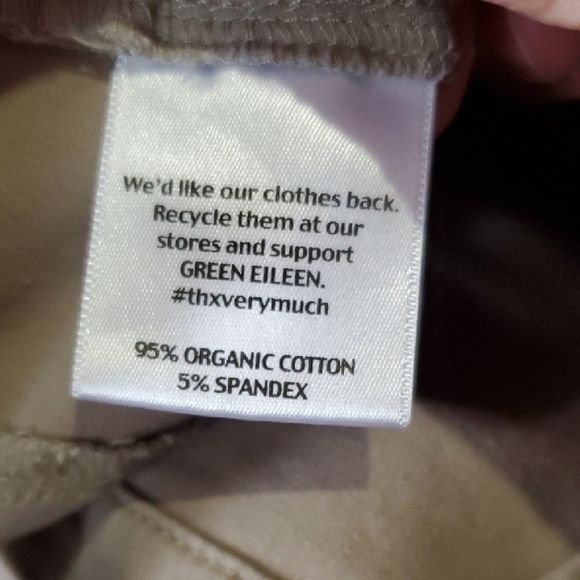 We'd like our clothes back.
Recycle them at our
stores and support
GREEN EILEEN.
#thxverymuch
95% ORGANIC COTTON
5% SPANDEX